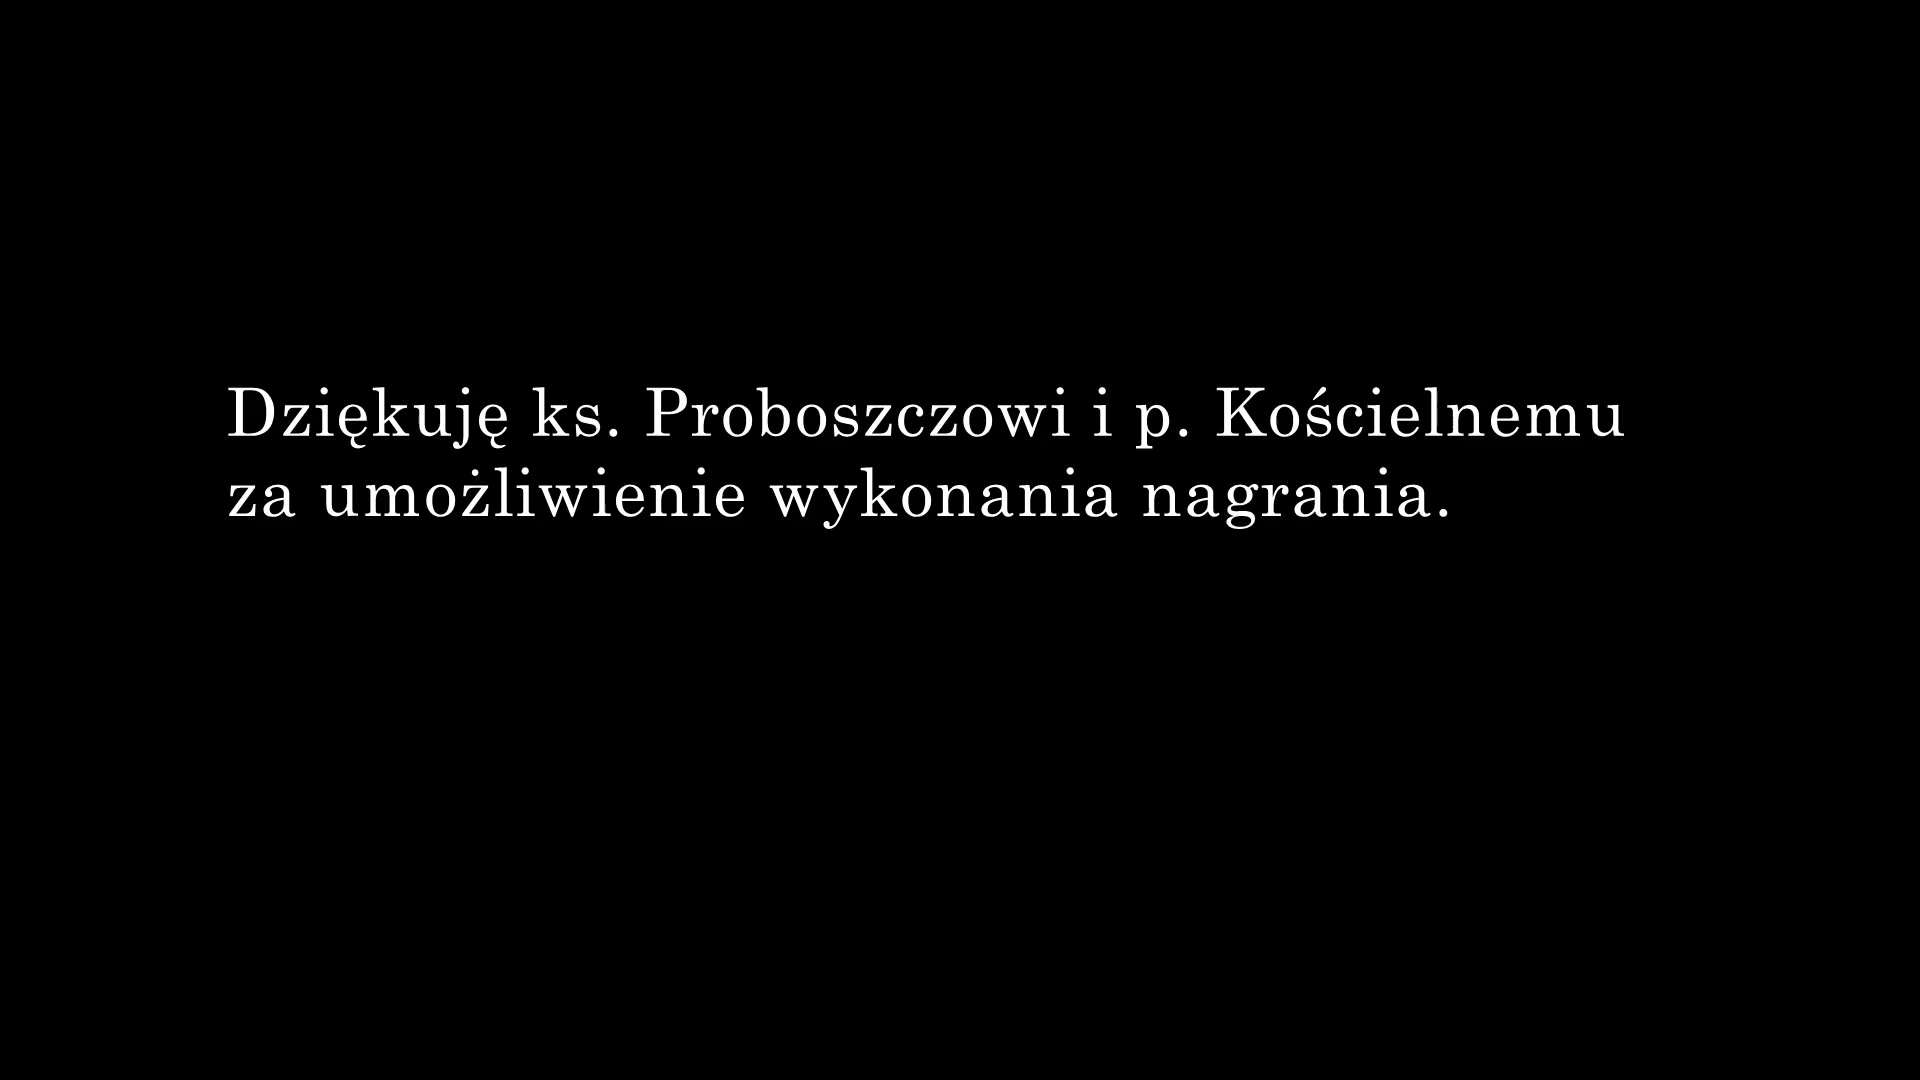 Dziękuję ks. Proboszczowi i p. Kościelnemu
za umożliwienie wykonania nagrania.